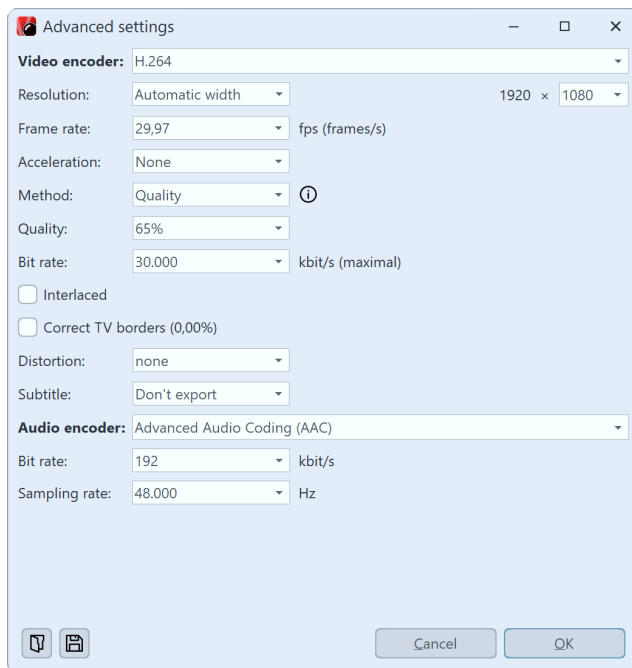 Advanced settings
Video encoder: H.264
Resolution: Automatic width 1920 × 1080
Frame rate: 29,97 fps (frames/s)
Acceleration: None
Method: Quality
Quality: 65%
Bit rate: 30.000 kbit/s (maximal)
Interlaced
Correct TV borders (0,00%)
Distortion: none
Subtitle: Don't export
Audio encoder: Advanced Audio Coding (AAC)
Bit rate: 192 kbit/s
Sampling rate: 48.000 Hz
Cancel OK